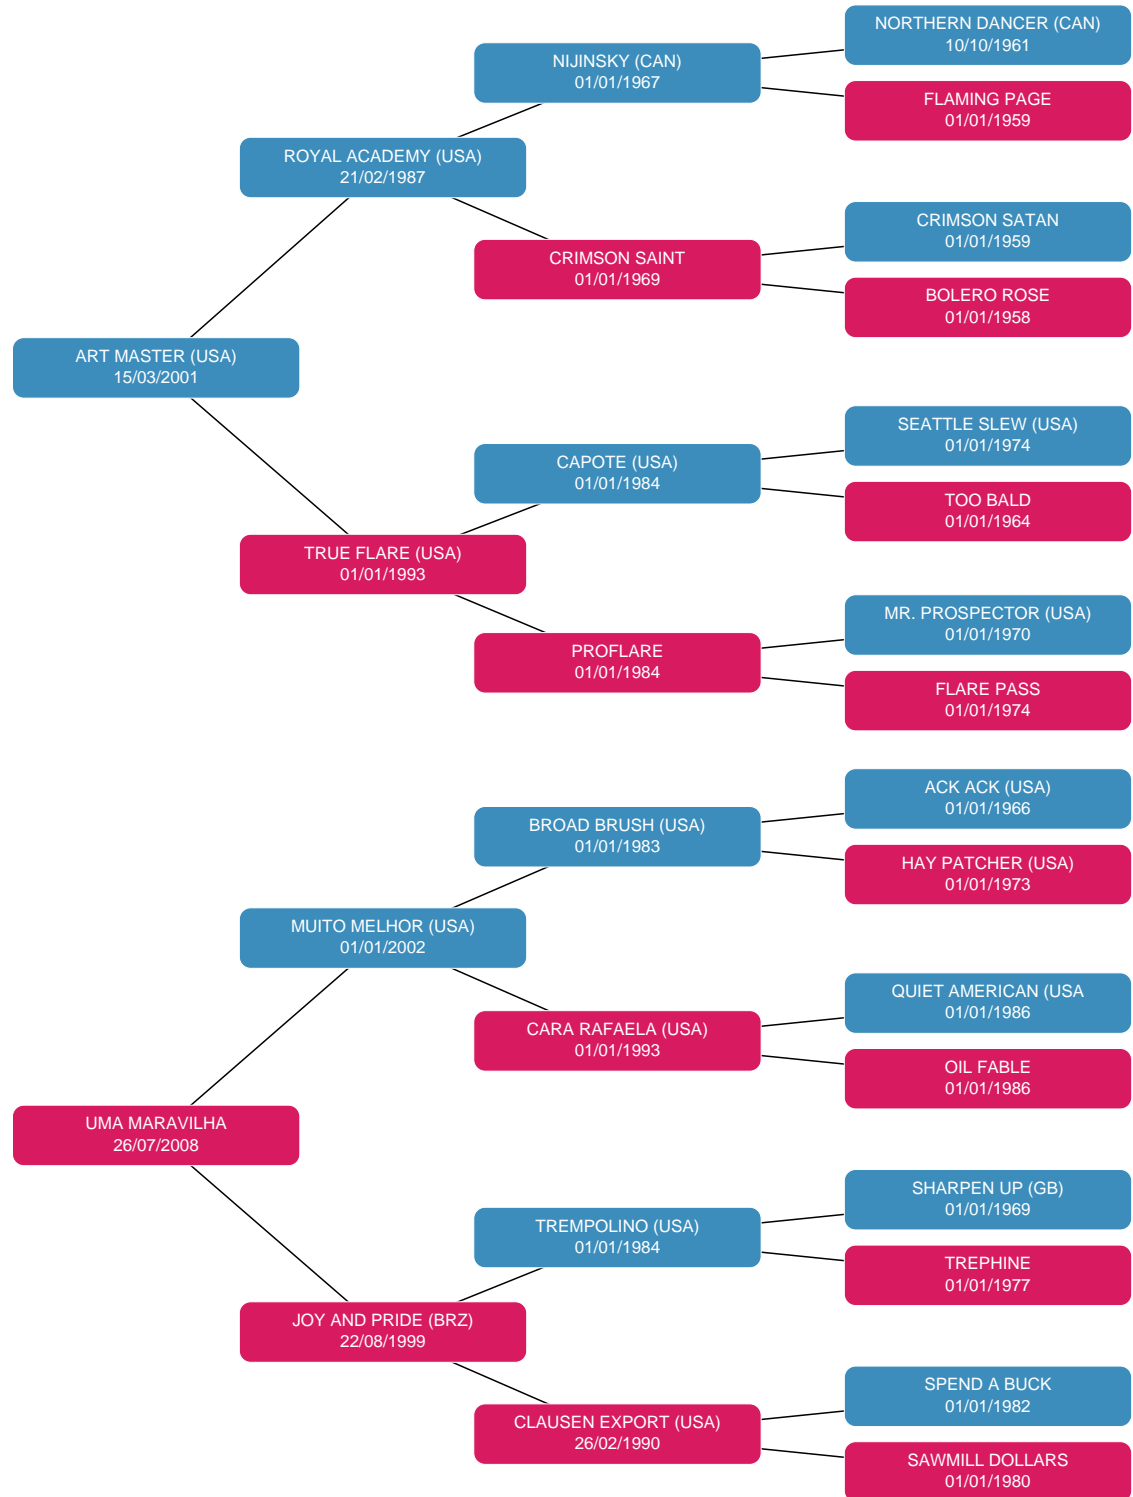 NORTHERN DANCER (CAN)
10/10/1961
NIJINSKY (CAN)
01/01/1967
FLAMING PAGE
01/01/1959
ROYAL ACADEMY (USA)
21/02/1987
CRIMSON SATAN
01/01/1959
CRIMSON SAINT
01/01/1969
BOLERO ROSE
01/01/1958
ART MASTER (USA)
15/03/2001
SEATTLE SLEW (USA)
01/01/1974
CAPOTE (USA)
01/01/1984
TOO BALD
01/01/1964
TRUE FLARE (USA)
01/01/1993
MR. PROSPECTOR (USA)
01/01/1970
PROFLARE
01/01/1984
FLARE PASS
01/01/1974
ACK ACK (USA)
01/01/1966
BROAD BRUSH (USA)
01/01/1983
HAY PATCHER (USA)
01/01/1973
MUITO MELHOR (USA)
01/01/2002
QUIET AMERICAN (USA
01/01/1986
CARA RAFAELA (USA)
01/01/1993
OIL FABLE
01/01/1986
UMA MARAVILHA
26/07/2008
SHARPEN UP (GB)
01/01/1969
TREMPOLINO (USA)
01/01/1984
TREPHINE
01/01/1977
JOY AND PRIDE (BRZ)
22/08/1999
SPEND A BUCK
01/01/1982
CLAUSEN EXPORT (USA)
26/02/1990
SAWMILL DOLLARS
01/01/1980